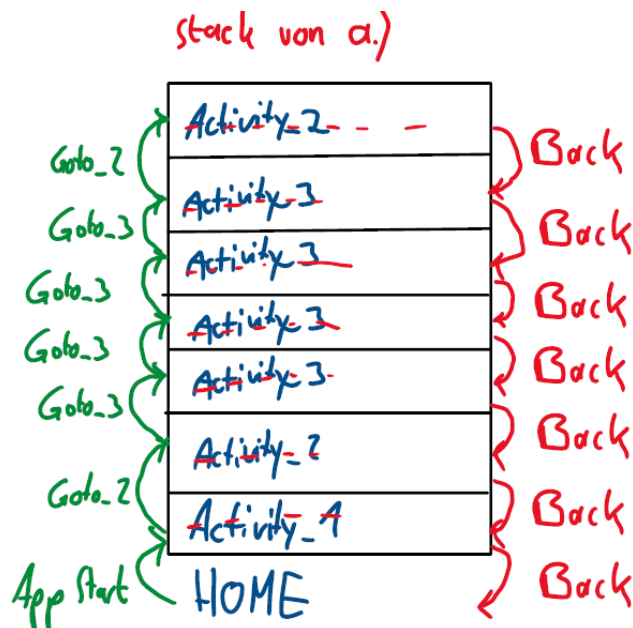 stack von a.)
Activity_2
Goto_2 Back
Activity_3
Goto_3 Back
Activity_3
Goto_3 Back
Activity_3
Goto_3 Back
Activity_3
Goto_3 Back
Activity_2
Goto_2 Back
Activity_1
App Start HOME Back